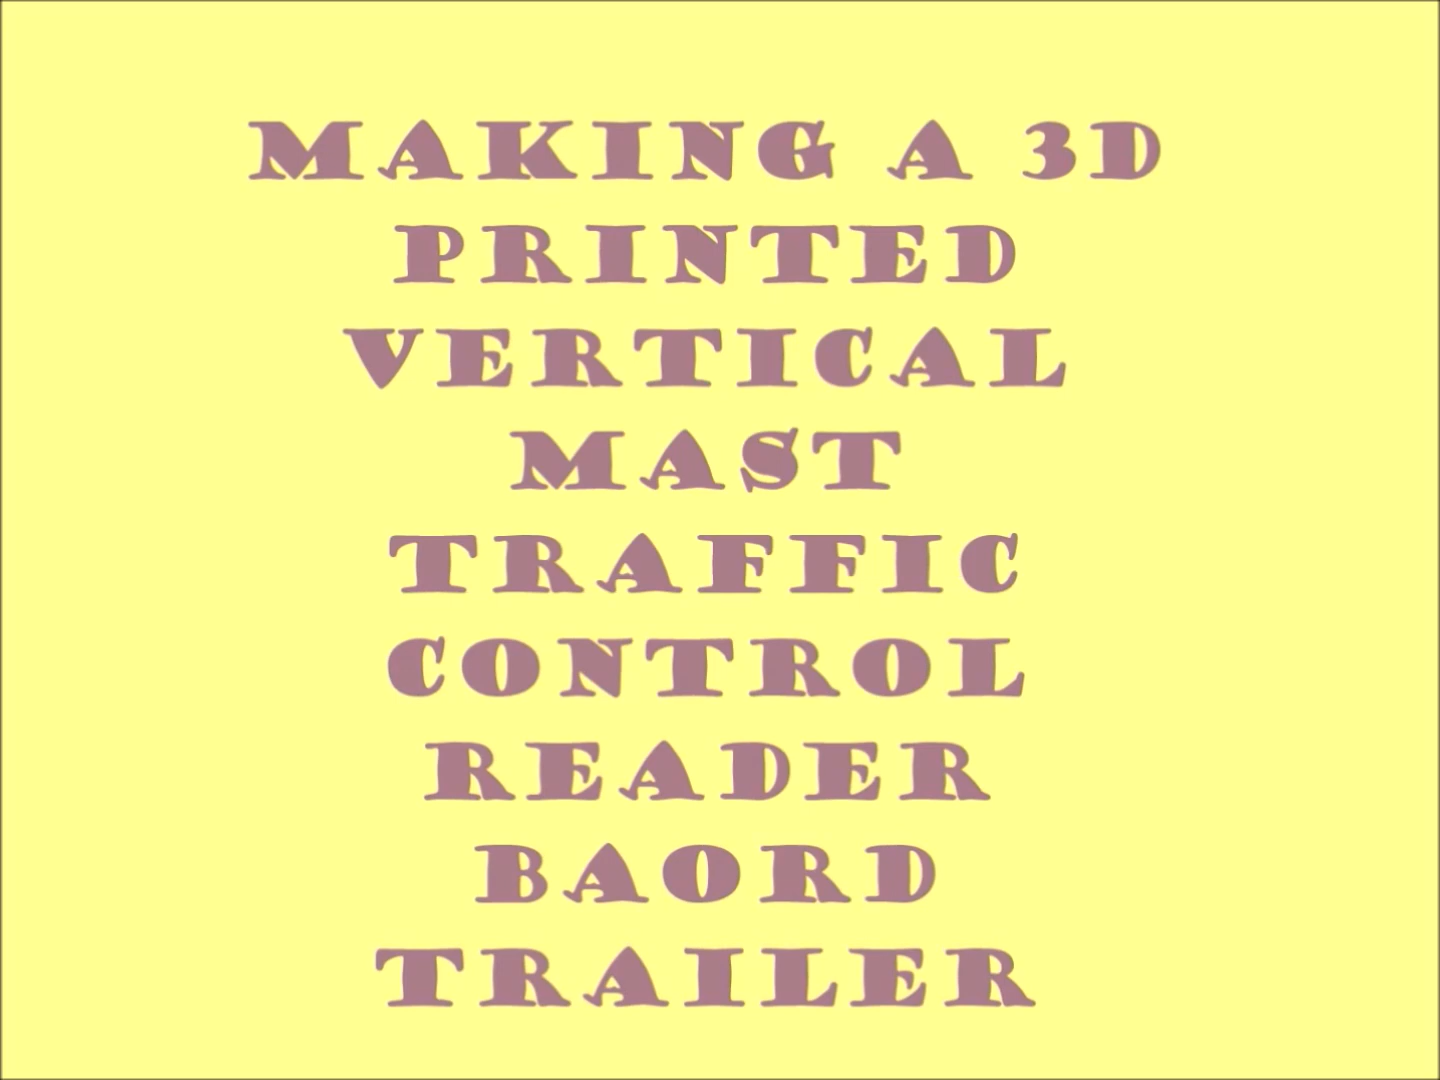 MAKING A 3D
PRINTED
VERTICAL
MAST
TRAFFIC
CONTROL
READER
BAORD
TRAILER